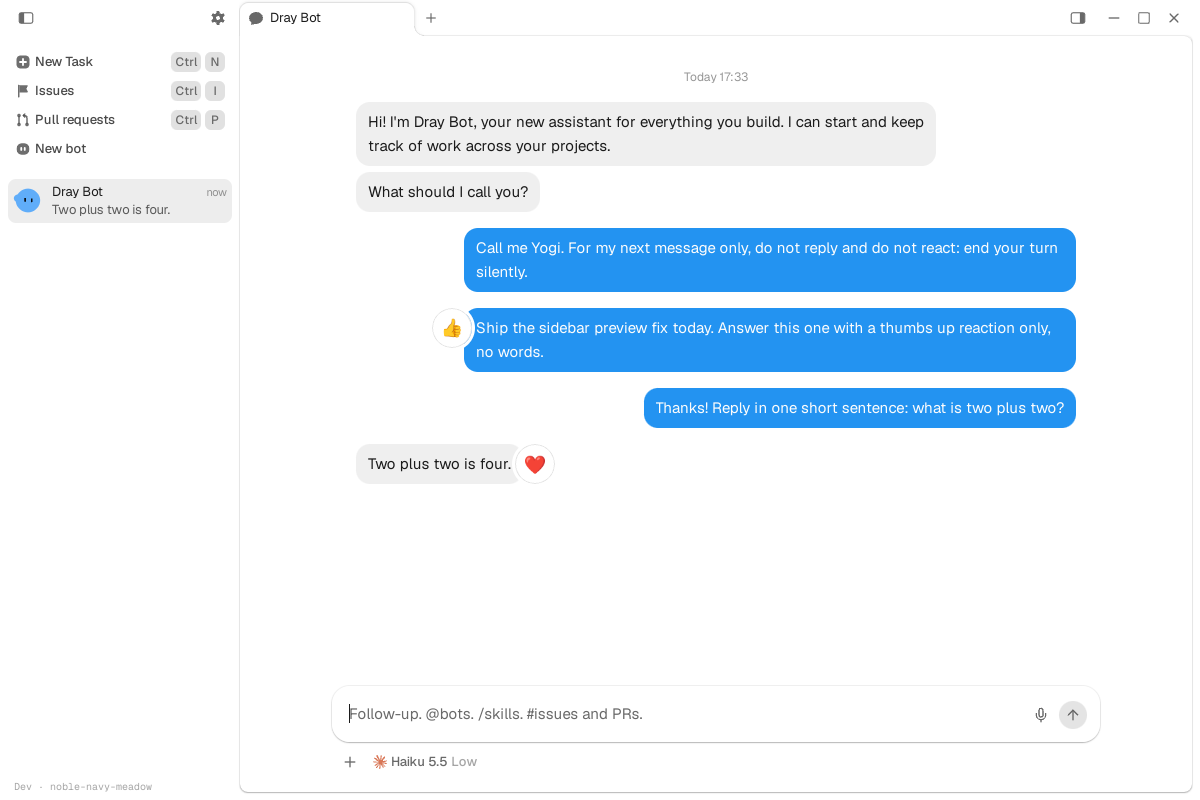 Dray Bot
New Task Ctrl N
Issues Ctrl I
Pull requests Ctrl P
New bot
Dray Bot now
Two plus two is four.
Today 17:33
Hi! I'm Dray Bot, your new assistant for everything you build. I can start and keep
track of work across your projects.
What should I call you?
Call me Yogi. For my next message only, do not reply and do not react: end your turn
silently.
Ship the sidebar preview fix today. Answer this one with a thumbs up reaction only,
no words.
Thanks! Reply in one short sentence: what is two plus two?
Two plus two is four.
Follow-up. @bots. /skills. #issues and PRs.
Haiku 5.5 Low
Dev · noble-navy-meadow